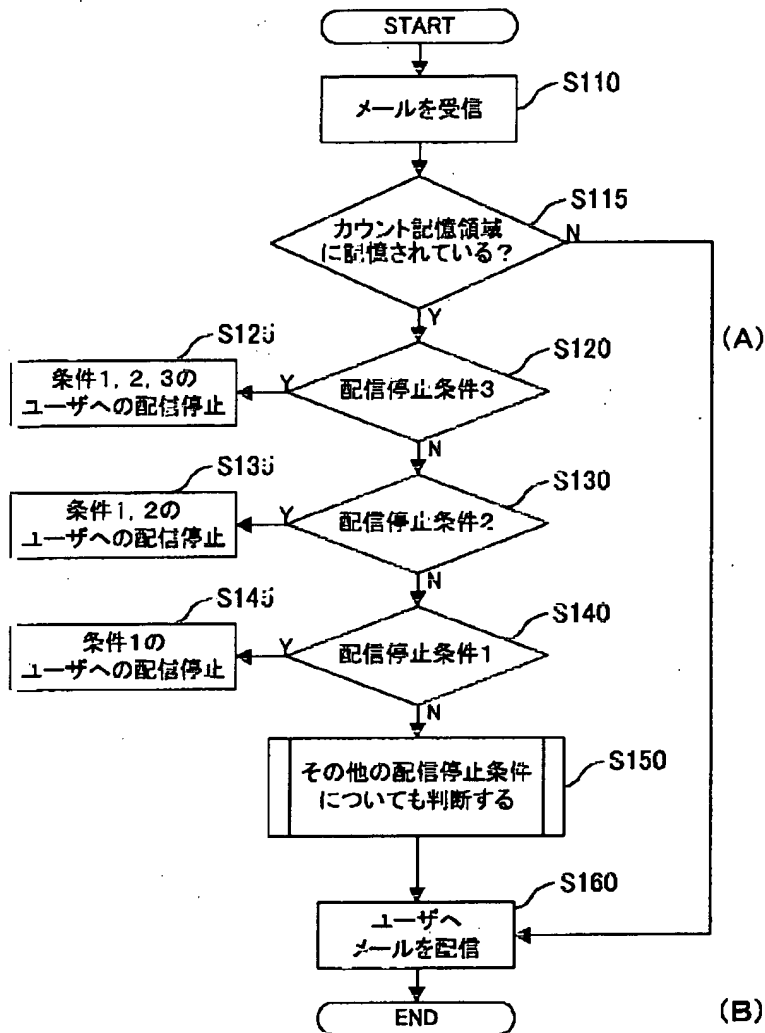 START
S110
メールを受信
S115
カウント記憶領域
に記憶されている?
N
Y
(A)
S125
条件1, 2, 3の
ユーザへの配信停止
Y
S120
配信停止条件3
N
S135
条件1, 2の
ユーザへの配信停止
Y
S130
配信停止条件2
N
S145
条件1の
ユーザへの配信停止
Y
S140
配信停止条件1
N
その他の配信停止条件
についても判断する
S150
S160
ユーザへ
メールを配信
END
(B)